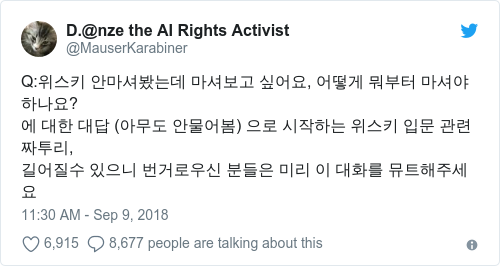 D.@nze the AI Rights Activist
@MauserKarabiner
Q:위스키 안마셔봤는데 마셔보고 싶어요, 어떻게 뭐부터 마셔야
하나요?
에 대한 대답 (아무도 안물어봄) 으로 시작하는 위스키 입문 관련
짜투리,
길어질수 있으니 번거로우신 분들은 미리 이 대화를 뮤트해주세
요
11:30 AM - Sep 9, 2018
6,915 8,677 people are talking about this